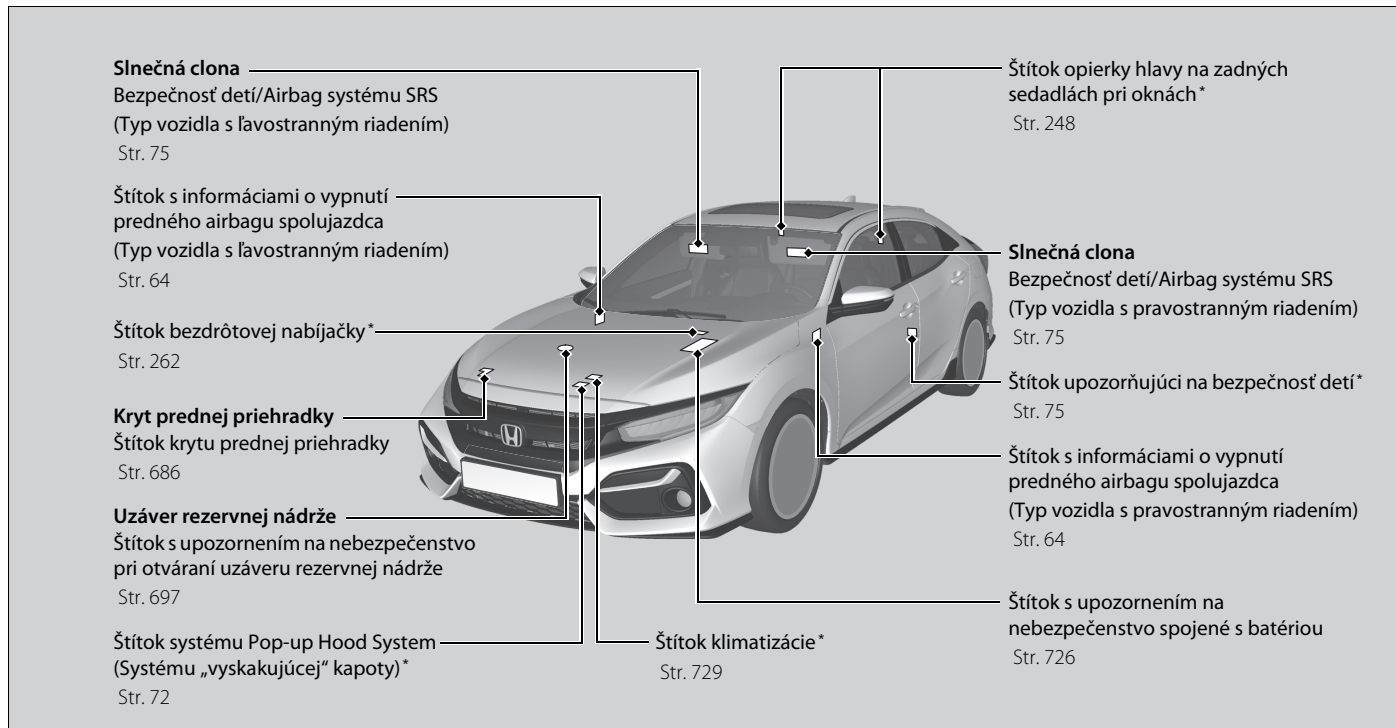 Slnečná clona
Bezpečnosť detí/Airbag systému SRS
(Typ vozidla s ľavostranným riadením)
Str. 75
Štítok s informáciami o vypnutí
predného airbagu spolujazdca
(Typ vozidla s ľavostranným riadením)
Str. 64
Štítok bezdrôtovej nabíjačky*
Str. 262
Kryt prednej priehradky
Štítok krytu prednej priehradky
Str. 686
Uzáver rezervnej nádrže
Štítok s upozornením na nebezpečenstvo
pri otváraní uzáveru rezervnej nádrže
Str. 697
Štítok systému Pop-up Hood System
(Systému „vyskakujúcej“ kapoty)*
Str. 72
Štítok klimatizácie*
Str. 729
Štítok opierky hlavy na zadných
sedadlách pri oknách*
Str. 248
Slnečná clona
Bezpečnosť detí/Airbag systému SRS
(Typ vozidla s pravostranným riadením)
Str. 75
Štítok upozorňujúci na bezpečnosť detí*
Str. 75
Štítok s informáciami o vypnutí
predného airbagu spolujazdca
(Typ vozidla s pravostranným riadením)
Str. 64
Štítok s upozornením na
nebezpečenstvo spojené s batériou
Str. 726